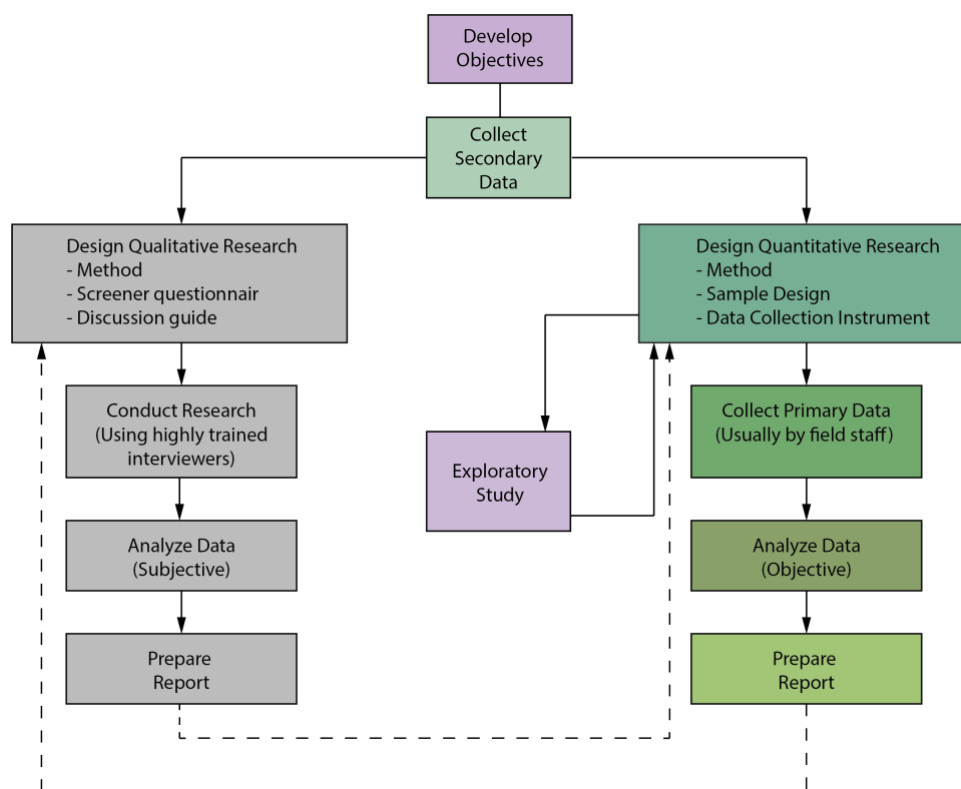 Develop
Objectives
Collect
Secondary
Data
Design Qualitative Research
- Method
- Screener questionnair
- Discussion guide
Design Quantitative Research
- Method
- Sample Design
- Data Collection Instrument
Conduct Research
(Using highly trained
interviewers)
Collect Primary Data
(Usually by field staff)
Exploratory
Study
Analyze Data
(Subjective)
Analyze Data
(Objective)
Prepare
Report
Prepare
Report